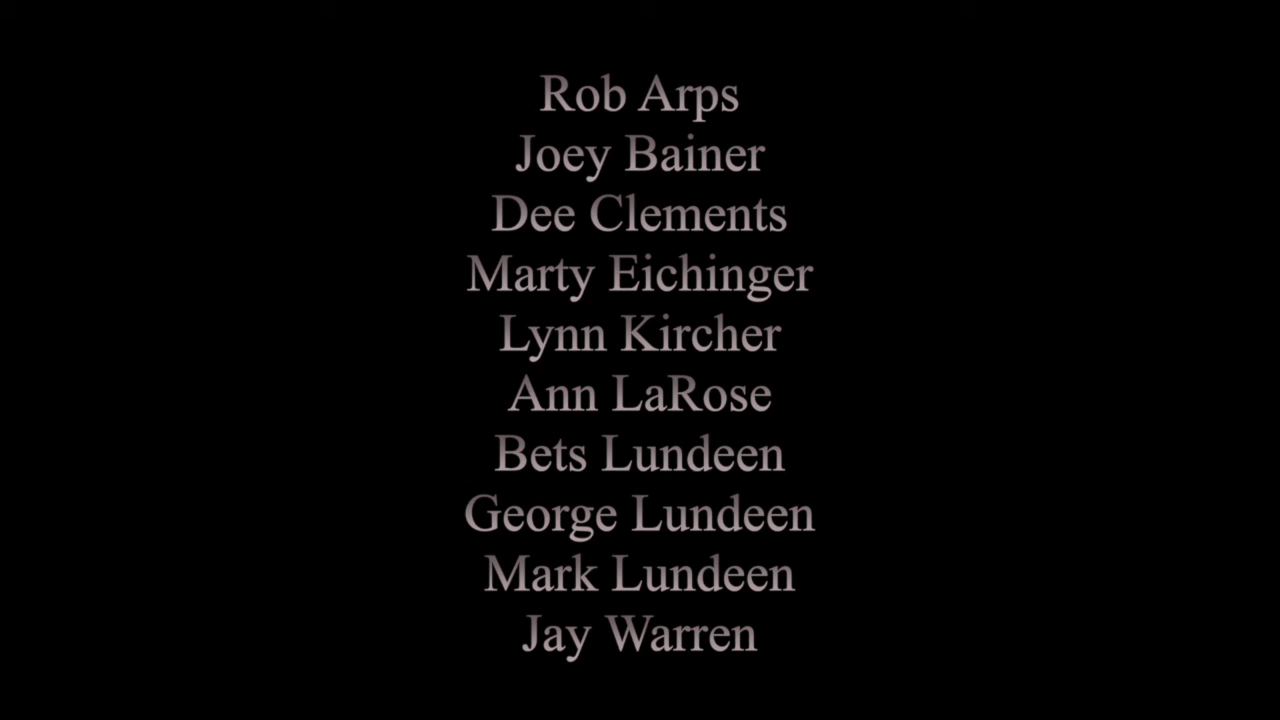 Rob Arps
Joey Bainer
Dee Clements
Marty Eichinger
Lynn Kircher
Ann LaRose
Bets Lundeen
George Lundeen
Mark Lundeen
Jay Warren